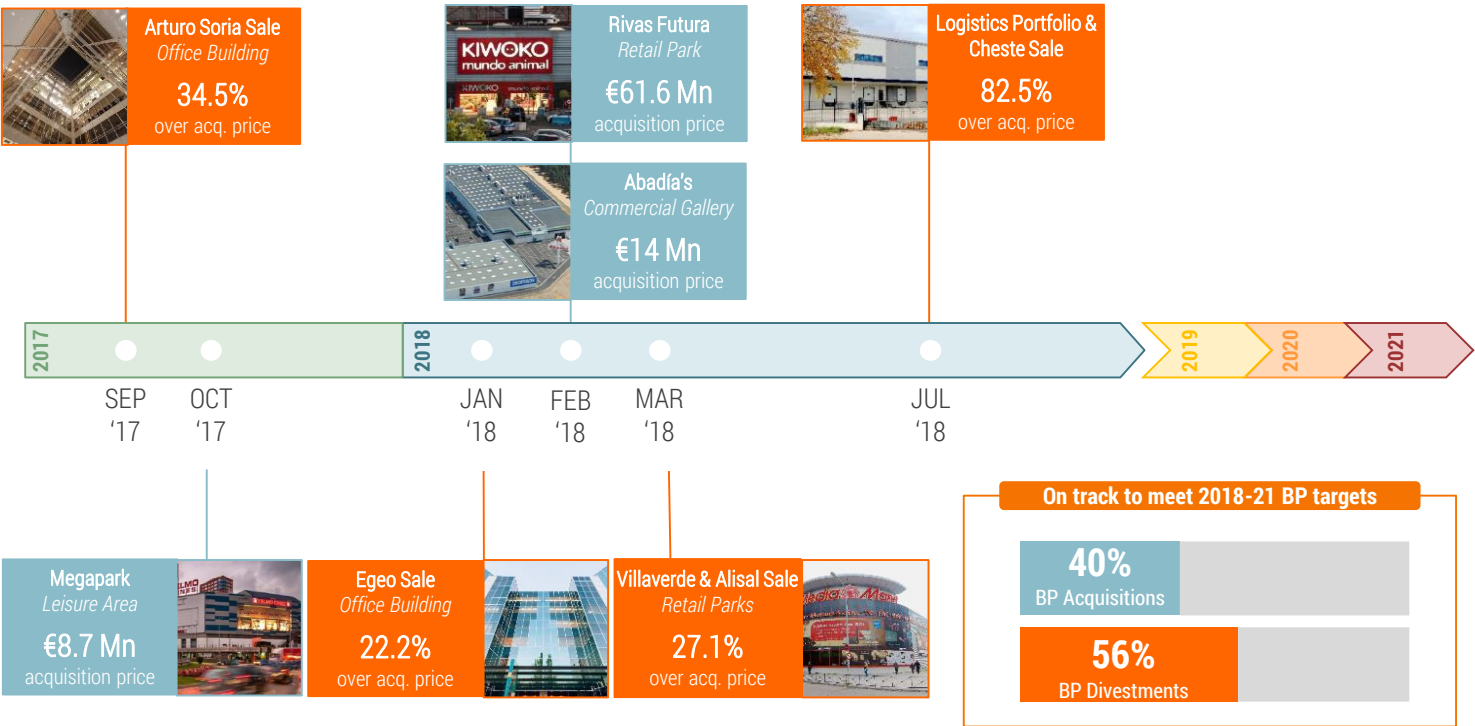 Arturo Soria Sale
Office Building
34.5%
over acq. price
KIWOKO
mundo animal
KIWOKO
Rivas Futura
Retail Park
€61.6 Mn
acquisition price
Logistics Portfolio &
Cheste Sale
82.5%
over acq. price
Abadía's
Commercial Gallery
€14 Mn
acquisition price
2017
2018
2019
2020
2021
SEP
‘17
OCT
‘17
JAN
‘18
FEB
‘18
MAR
‘18
JUL
‘18
Megapark
Leisure Area
€8.7 Mn
acquisition price
Egeo Sale
Office Building
22.2%
over acq. price
Villaverde & Alisal Sale
Retail Parks
27.1%
over acq. price
On track to meet 2018-21 BP targets
40%
BP Acquisitions
56%
BP Divestments